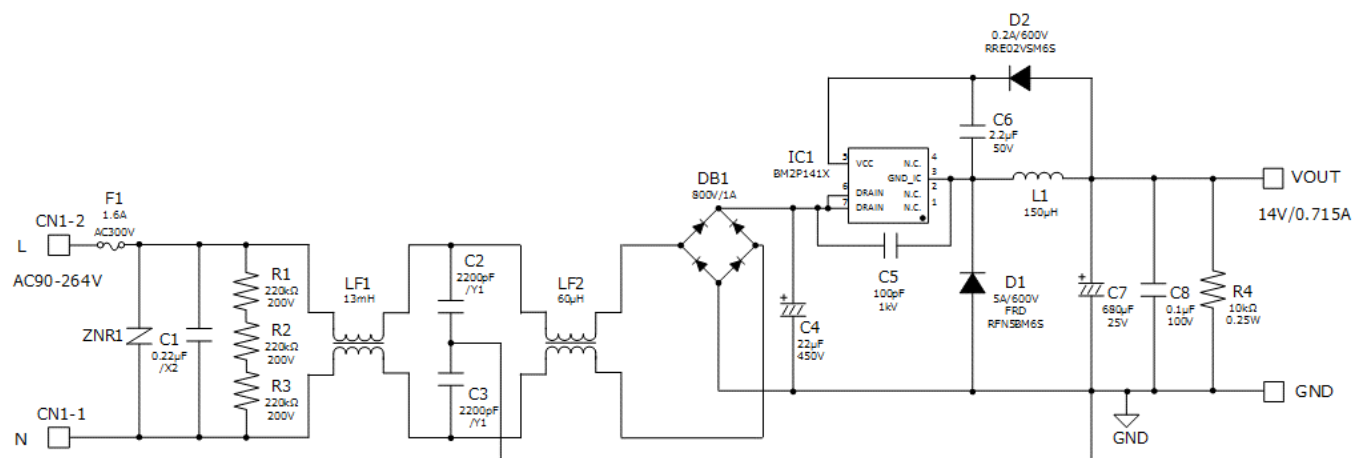 D2
0.2A/600V
RRE02VSM6S
C6
2.2μF
50V
IC1
BM2P141X
5
VCC
N.C.
4
GND_IC
3
6
DRAIN
N.C.
2
7
DRAIN
N.C.
1
DB1
800V/1A
L1
150μH
VOUT
14V/0.715A
F1
1.6A
AC300V
CN1-2
L
AC90-264V
ZNR1
C1
0.22μF
/X2
R1
220kΩ
200V
R2
220kΩ
200V
R3
220kΩ
200V
LF1
13mH
C2
2200pF
/Y1
C3
2200pF
/Y1
LF2
60μH
C5
100pF
1kV
C4
22μF
450V
D1
5A/600V
FRD
RFN5BM6S
C7
680μF
25V
C8
0.1μF
100V
R4
10kΩ
0.25W
CN1-1
N
GND
GND